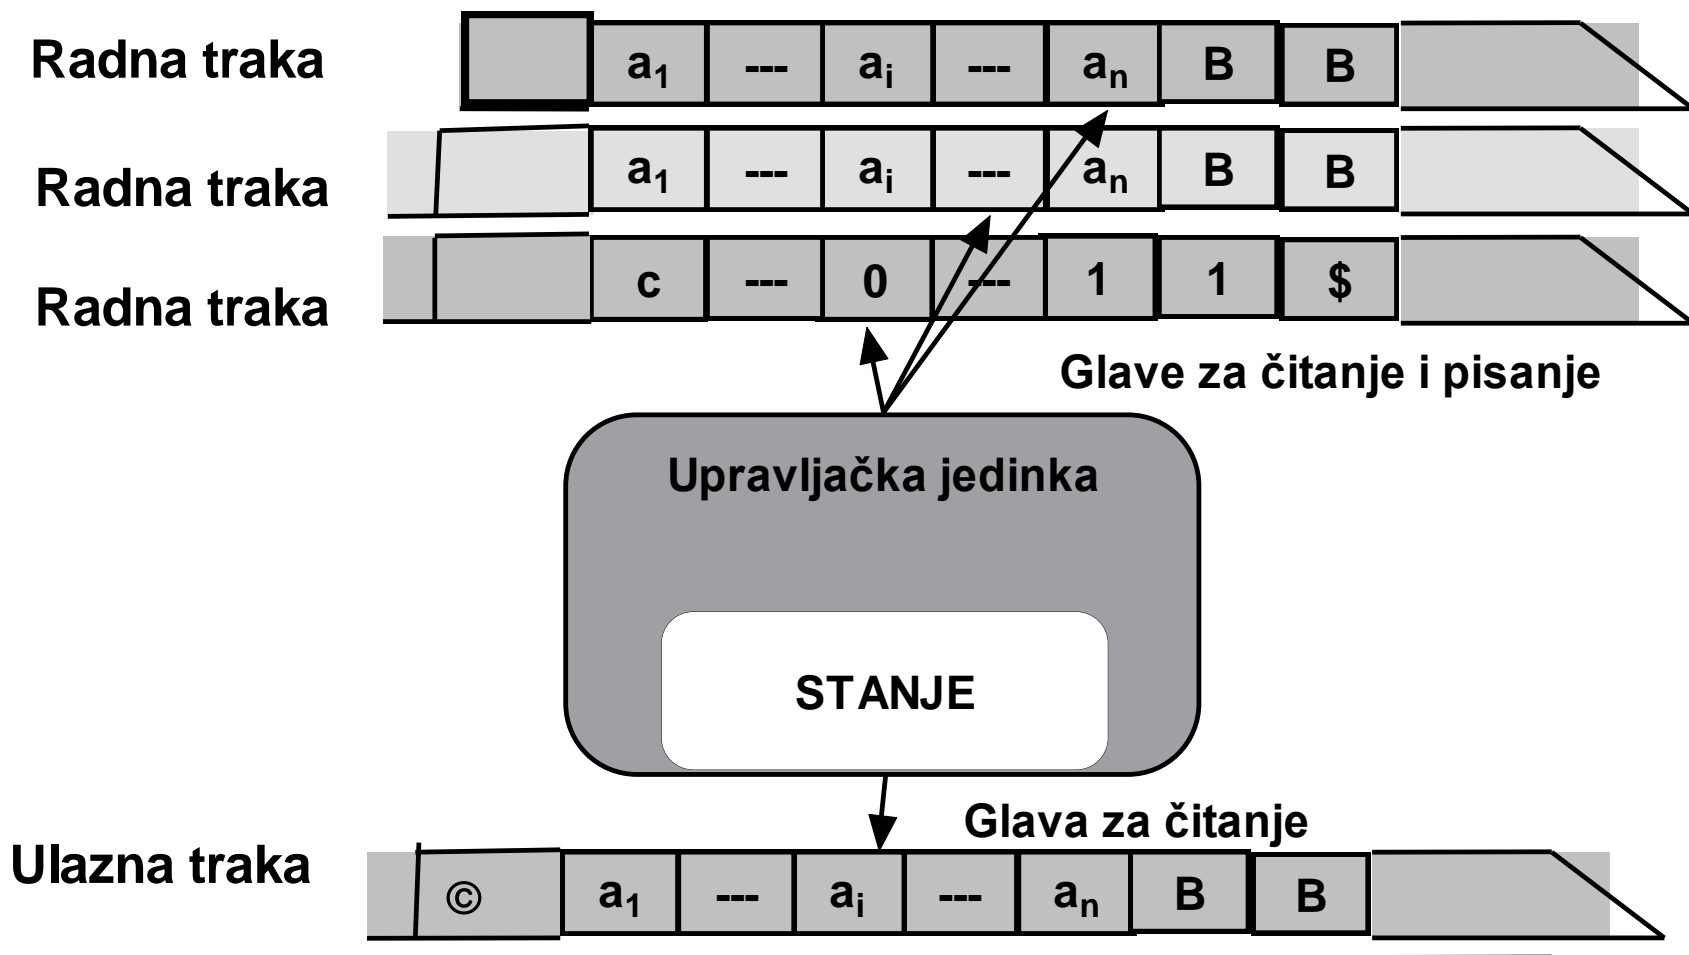 Radna traka a₁ --- aᵢ --- aₙ B B
Radna traka a₁ --- aᵢ --- aₙ B B
Radna traka c --- 0 --- 1 1 $
Glave za čitanje i pisanje
Upravljačka jedinka
STANJE
Glava za čitanje
Ulazna traka © a₁ --- aᵢ --- aₙ B B